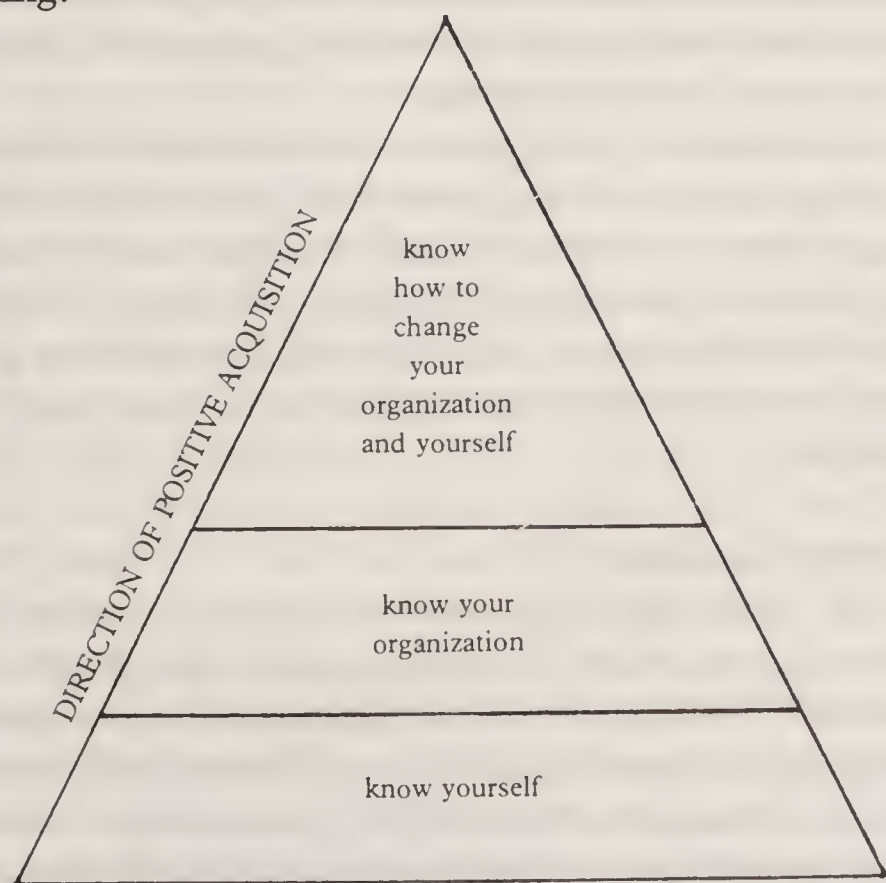 DIRECTION OF POSITIVE ACQUISITION
know
how to
change
your
organization
and yourself
know your
organization
know yourself